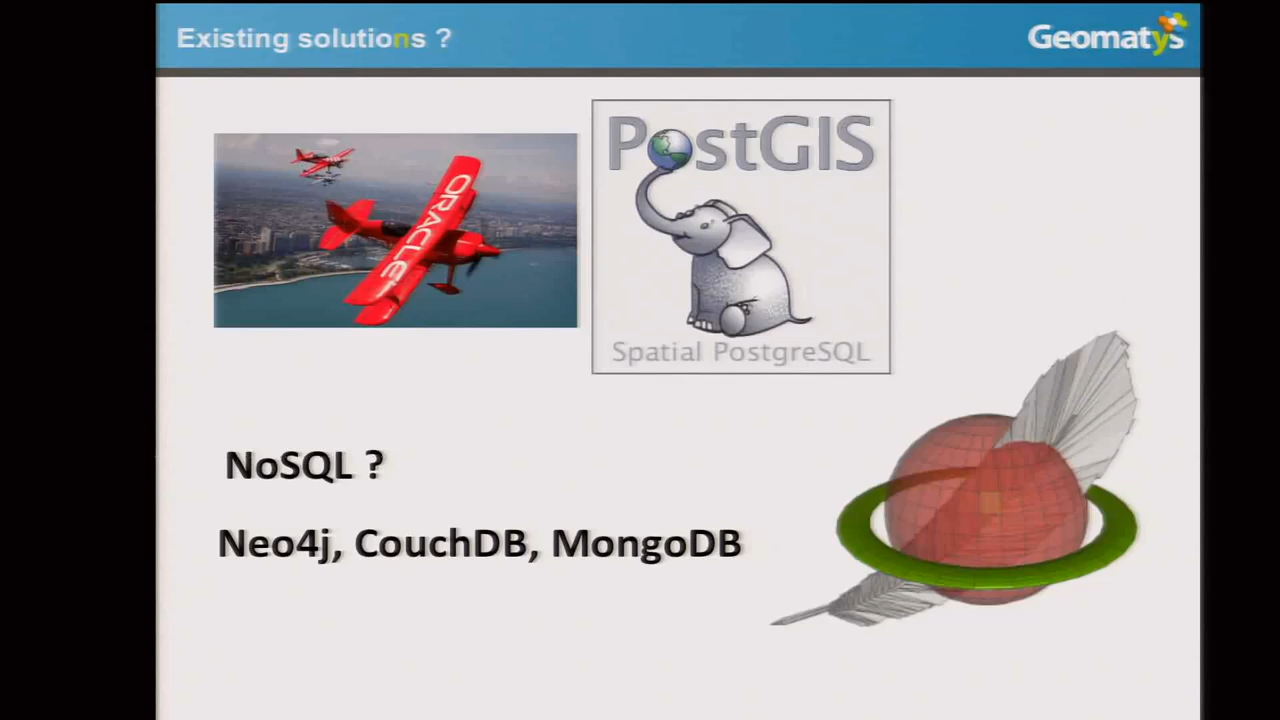 Existing solutions ?
Geomatys
ORACLE
PostGIS
Spatial PostgreSQL
NoSQL ?
Neo4j, CouchDB, MongoDB